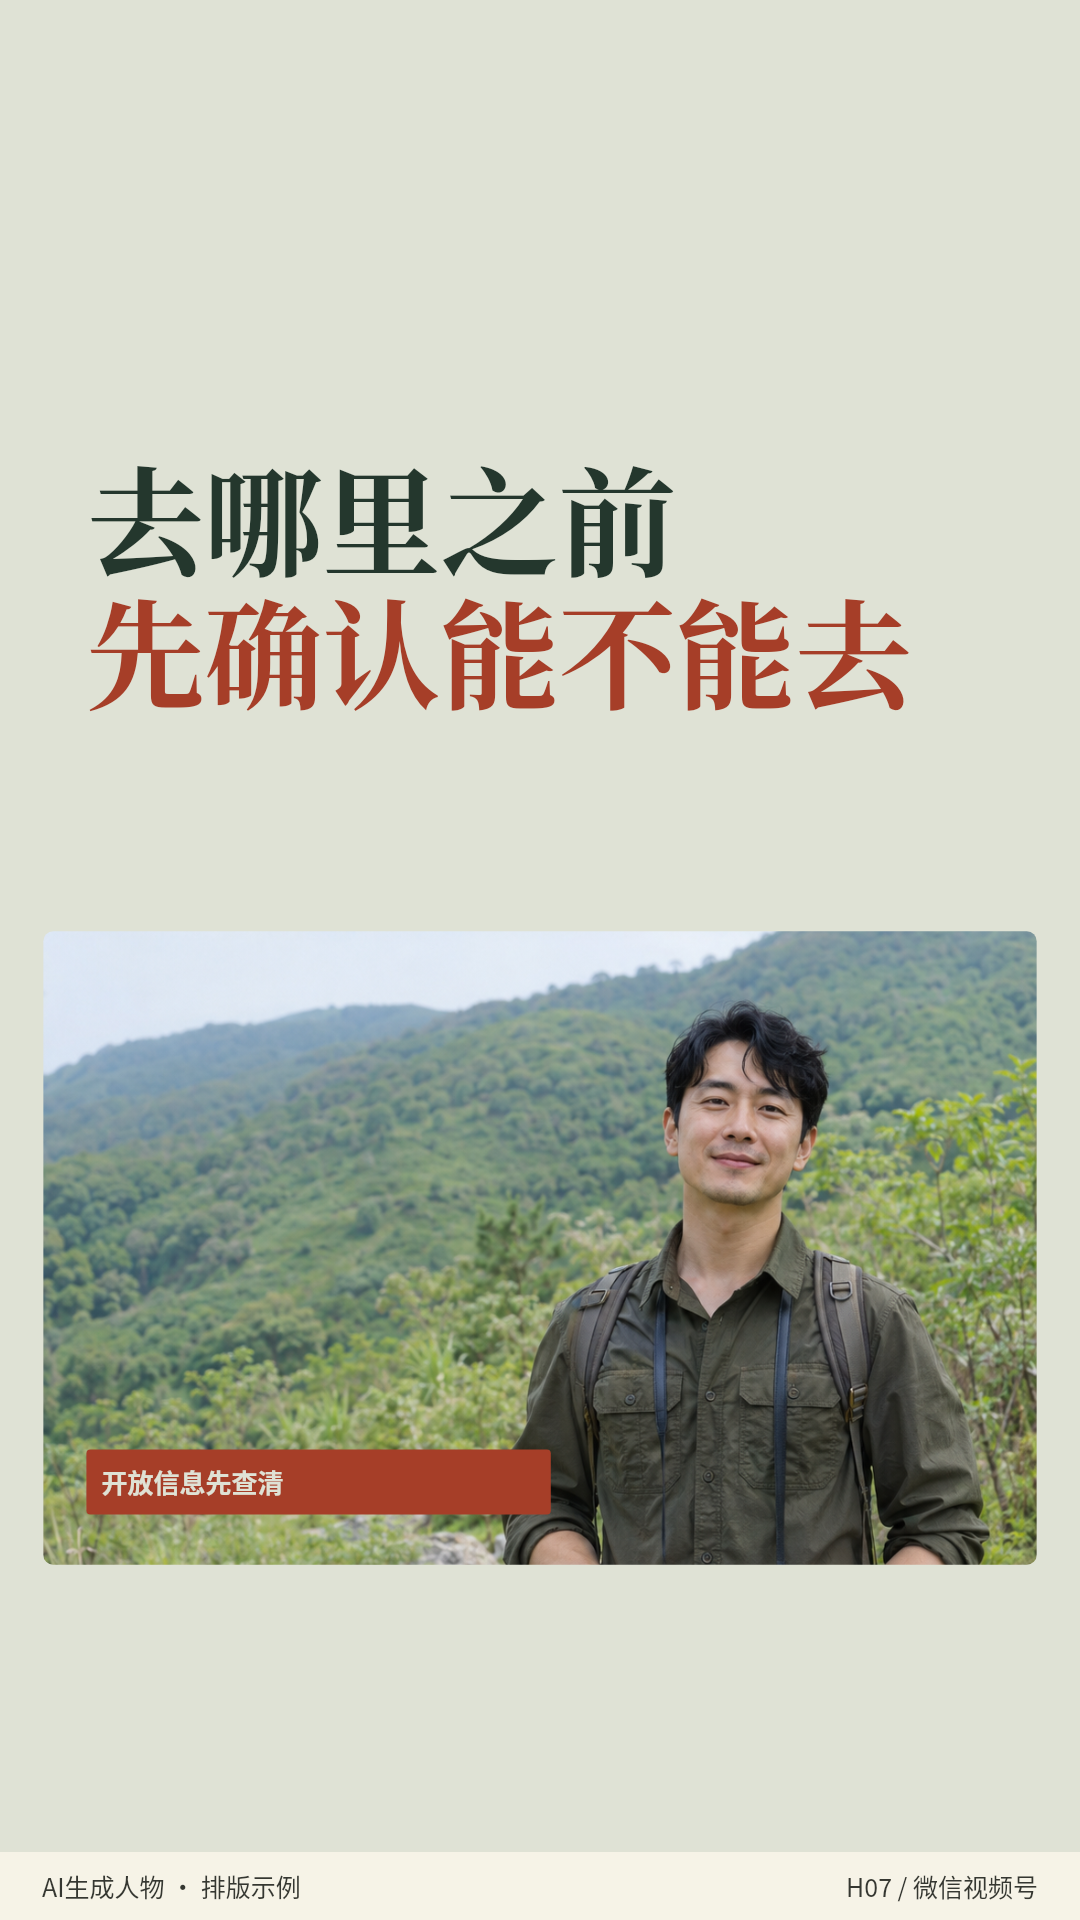 去哪里之前
先确认能不能去
开放信息先查清
AI生成人物 · 排版示例
H07 / 微信视频号